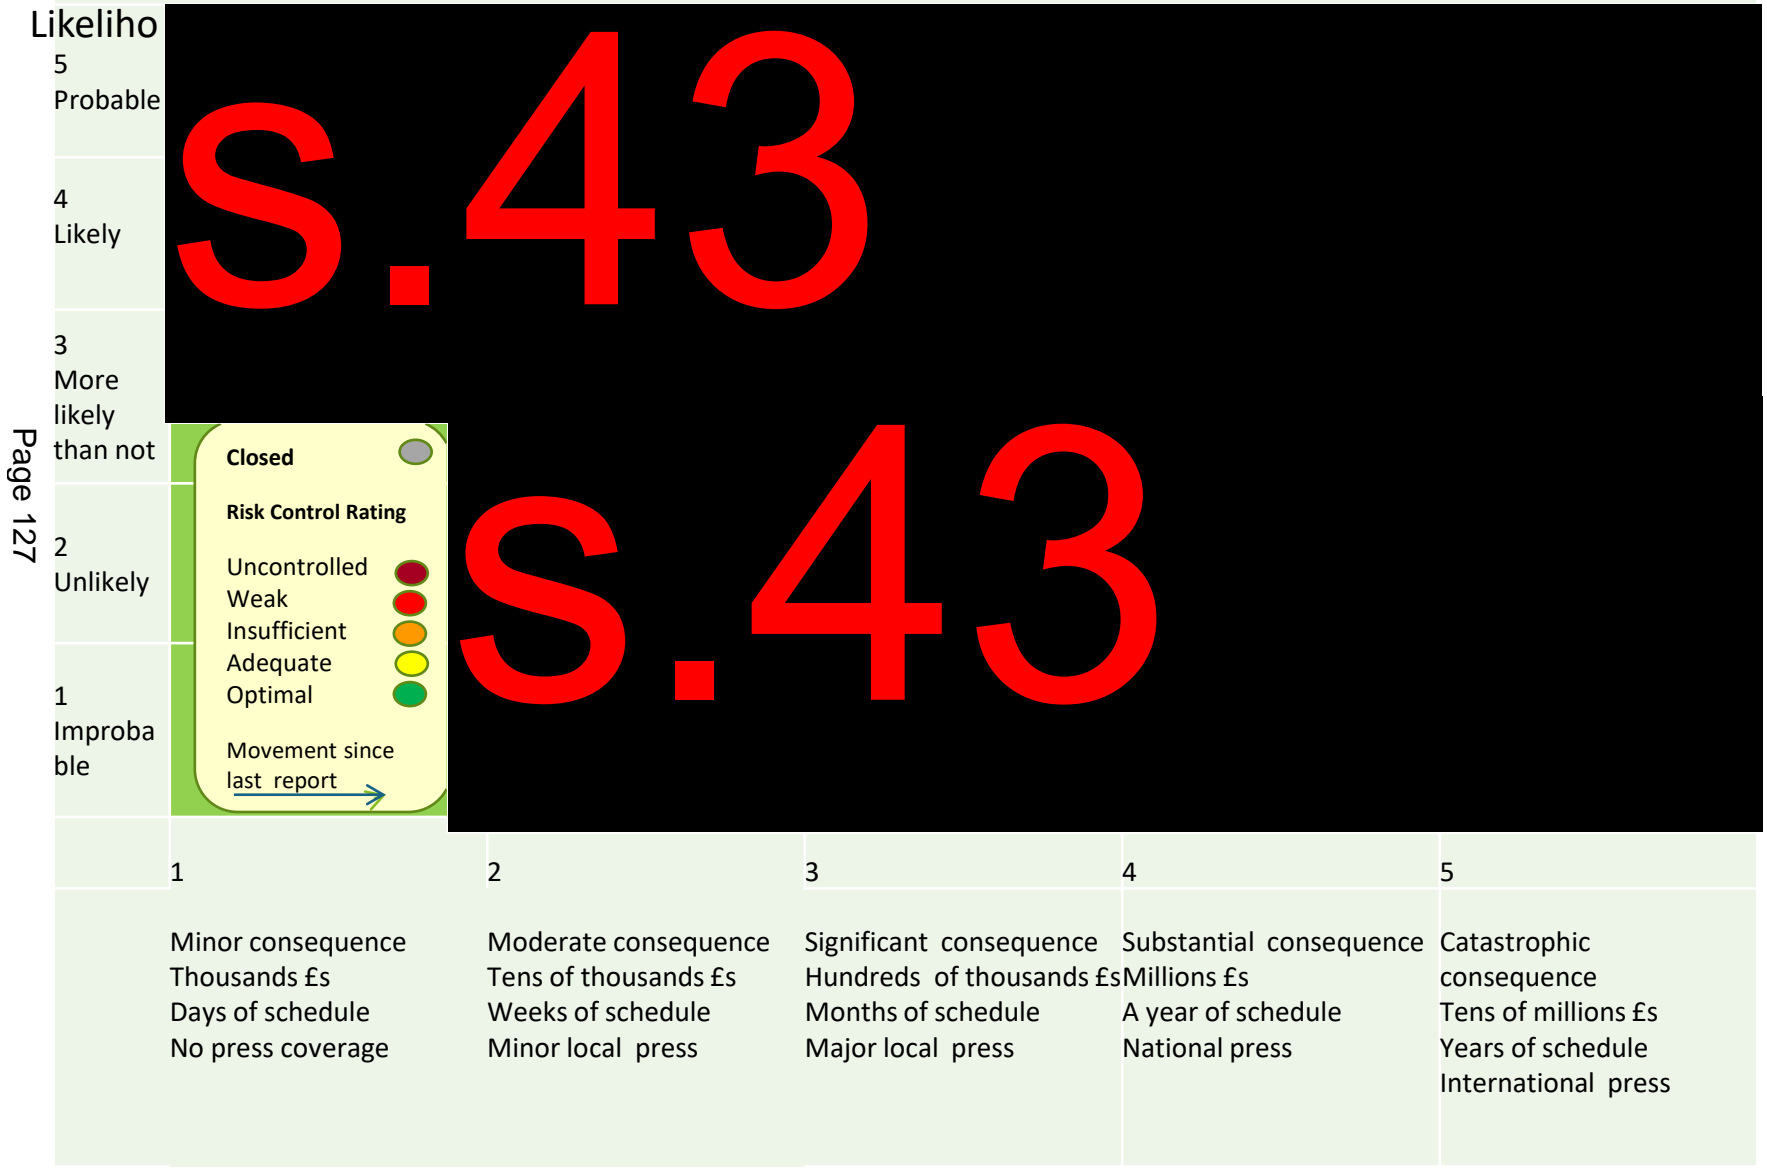 Likeliho
5
Probable
4
Likely
3
More
likely
than not
2
Unlikely
1
Improba
ble
s.43
s.43
Closed
Risk Control Rating
Uncontrolled
Weak
Insufficient
Adequate
Optimal
Movement since
last report
1
2
3
4
5
Minor consequence
Thousands £s
Days of schedule
No press coverage
Moderate consequence
Tens of thousands £s
Weeks of schedule
Minor local press
Significant consequence
Hundreds of thousands £s
Months of schedule
Major local press
Substantial consequence
Millions £s
A year of schedule
National press
Catastrophic
consequence
Tens of millions £s
Years of schedule
International press
Page 127